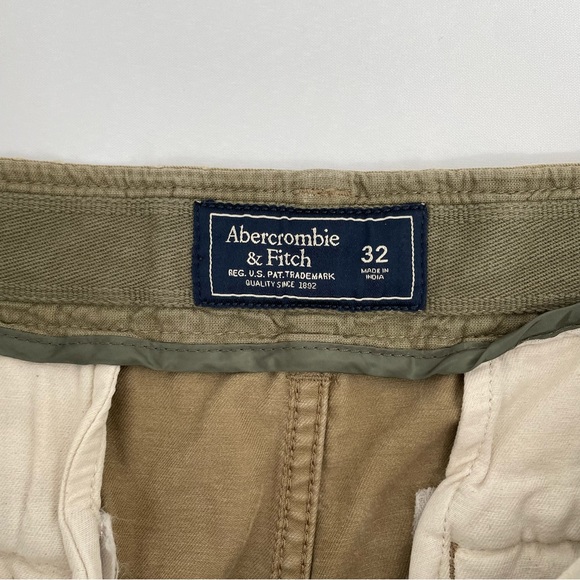 Abercrombie
& Fitch
REG. U.S. PAT. TRADEMARK
QUALITY SINCE 1892
32
MADE IN
INDIA